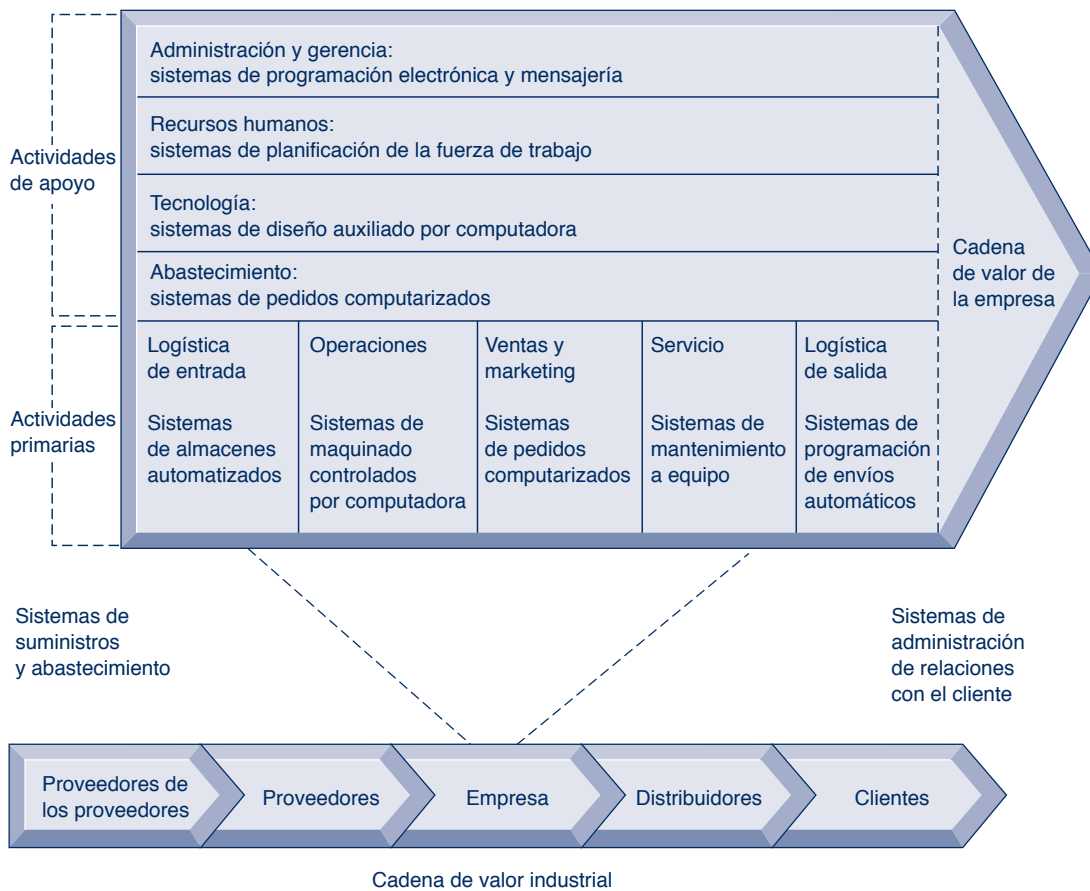 Administración y gerencia:
sistemas de programación electrónica y mensajería
Recursos humanos:
sistemas de planificación de la fuerza de trabajo
Actividades
de apoyo
Tecnología:
sistemas de diseño auxiliado por computadora
Cadena
de valor de
la empresa
Abastecimiento:
sistemas de pedidos computarizados
Actividades
primarias
Logística
de entrada
Sistemas
de almacenes
automatizados
Operaciones
Sistemas de
maquinado
controlados
por computadora
Ventas y
marketing
Sistemas
de pedidos
computarizados
Servicio
Sistemas de
mantenimiento
a equipo
Logística
de salida
Sistemas de
programación
de envíos
automáticos
Sistemas de
suministros
y abastecimiento
Sistemas de
administración
de relaciones
con el cliente
Proveedores de
los proveedores
Proveedores
Empresa
Distribuidores
Clientes
Cadena de valor industrial